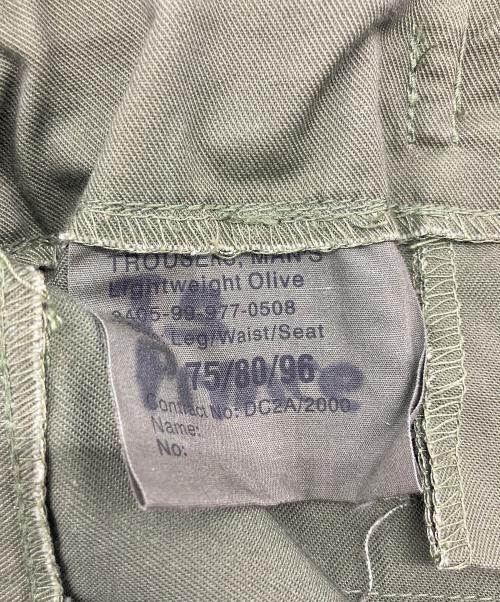 TROUSERS, MAN'S
Lightweight Olive
8405-99-977-0508
Leg/Waist/Seat
75/80/96
Contract No: DC2A/2000
Name:
No: